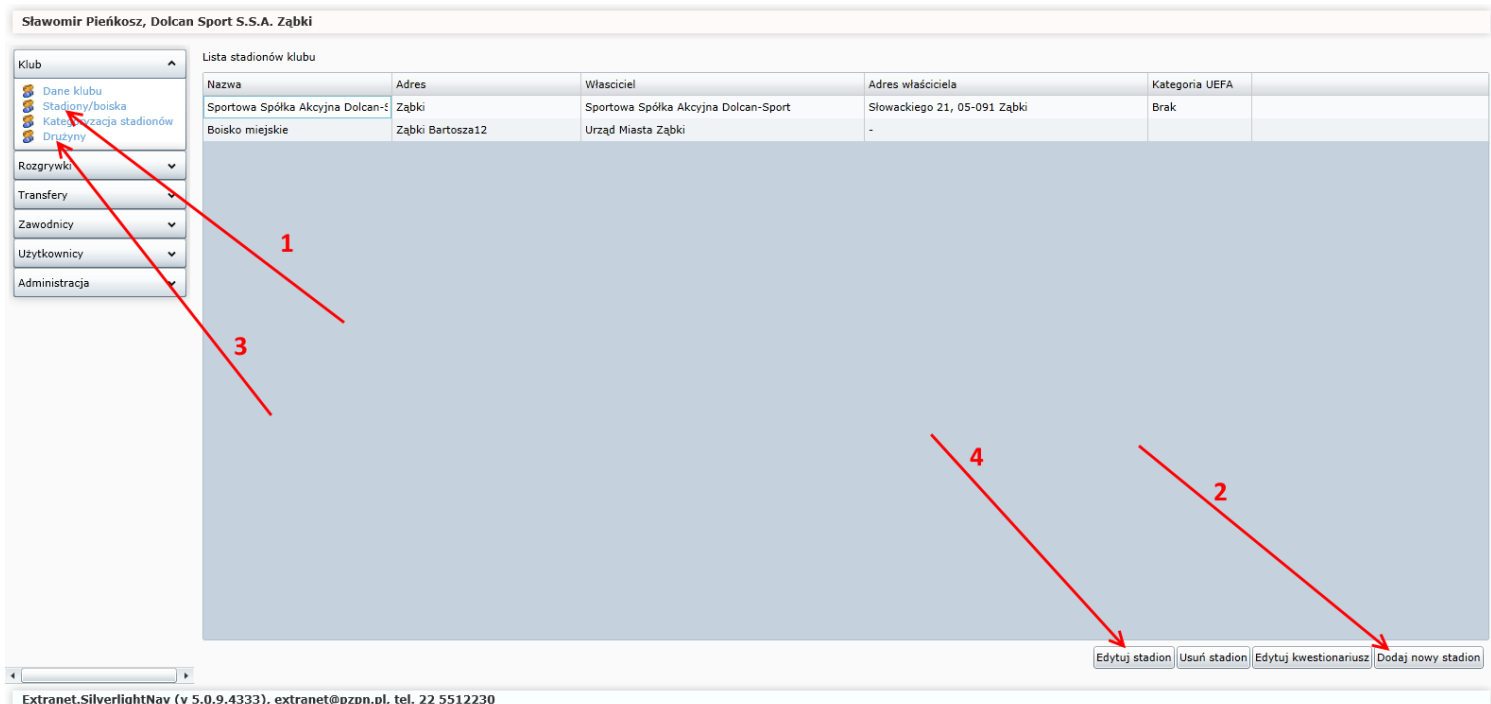 Sławomir Pieńkosz, Dolcan Sport S.S.A. Ząbki
Klub
Dane klubu
Stadiony/boiska
Kategoryzacja stadionów
Drużyny
Rozgrywki
Transfery
Zawodnicy
Użytkownicy
Administracja
Lista stadionów klubu
Nazwa Adres Własciciel Adres właściciela Kategoria UEFA
Sportowa Spółka Akcyjna Dolcan-S Ząbki Sportowa Spółka Akcyjna Dolcan-Sport Słowackiego 21, 05-091 Ząbki Brak
Boisko miejskie Ząbki Bartosza12 Urząd Miasta Ząbki -
1
3
4
2
Edytuj stadion Usuń stadion Edytuj kwestionariusz Dodaj nowy stadion
Extranet.SilverlightNav (v 5.0.9.4333), extranet@pzpn.pl, tel. 22 5512230